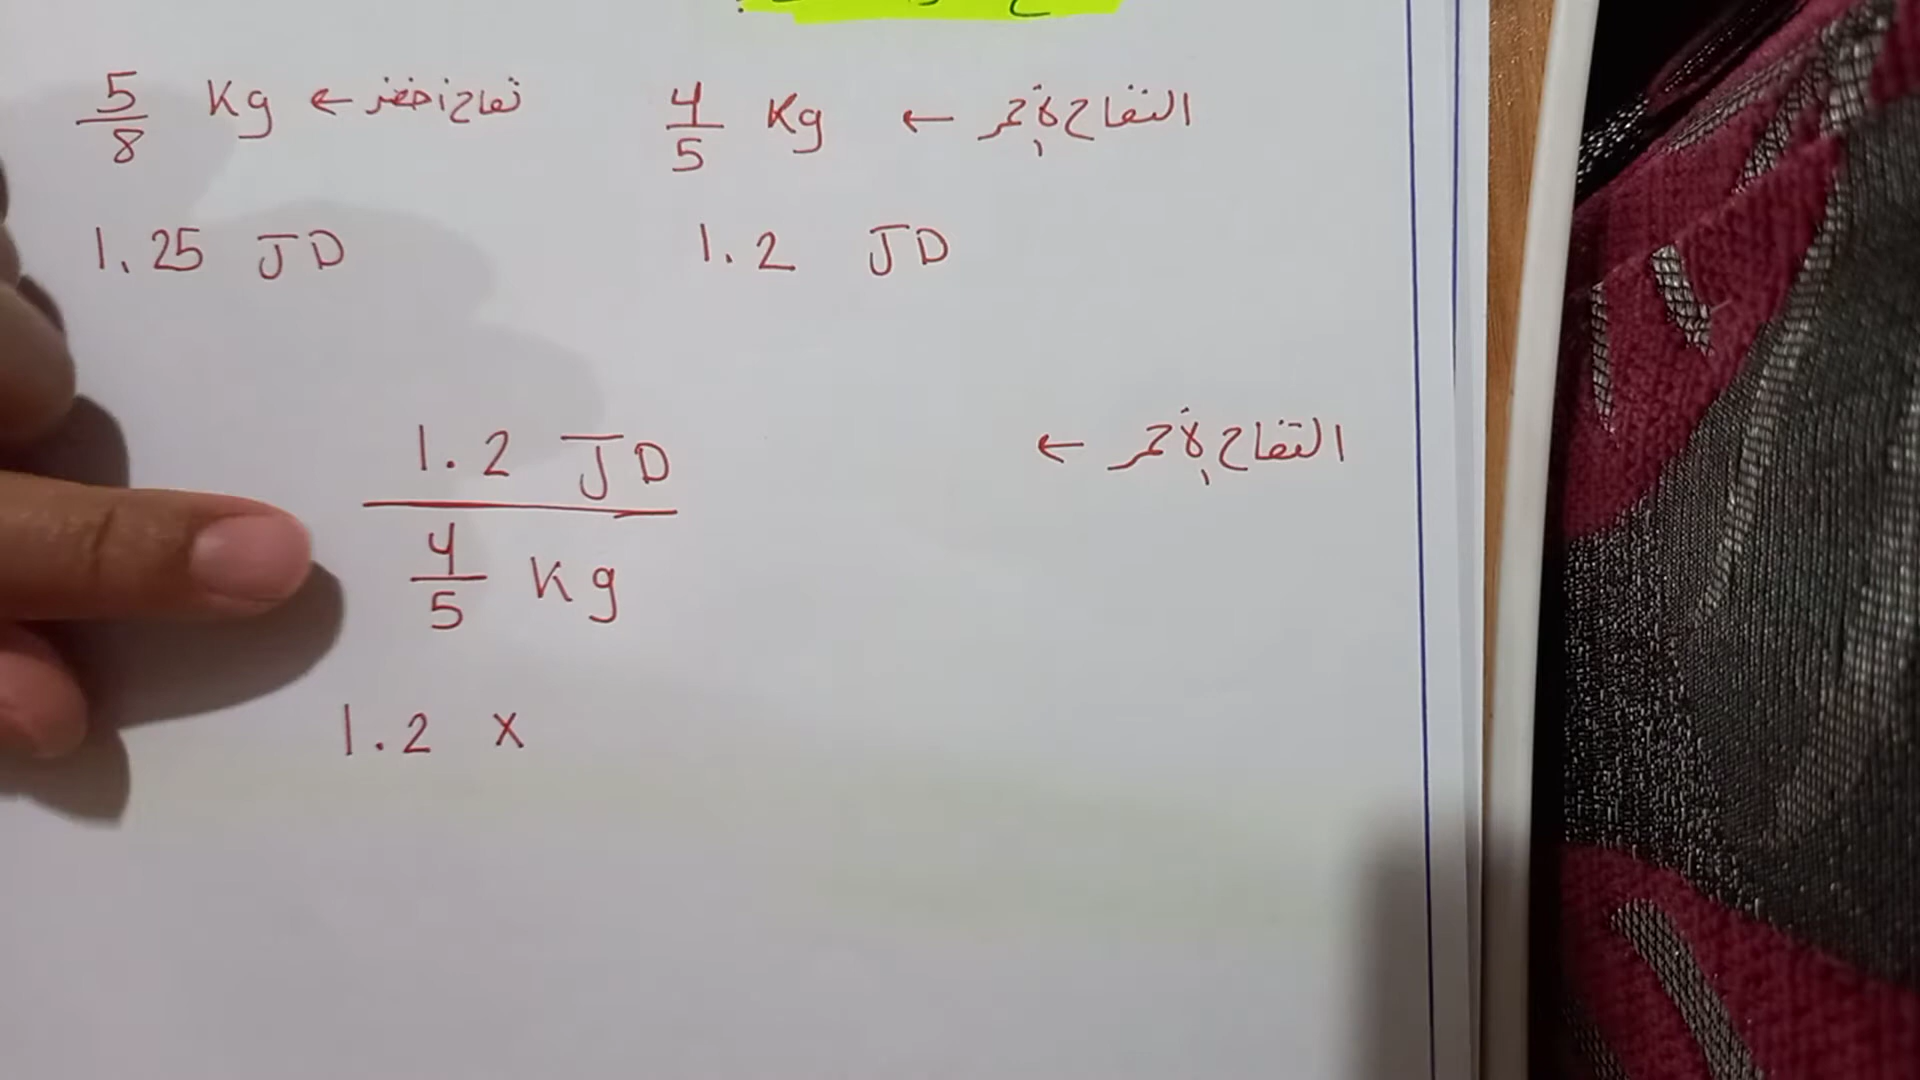 التفاح الأحمر ← 4/5 Kg
تفاح أخضر ← 5/8 Kg
1.2 JD
1.25 JD
التفاح الأحمر ←
1.2 JD
4/5 Kg
1.2 x